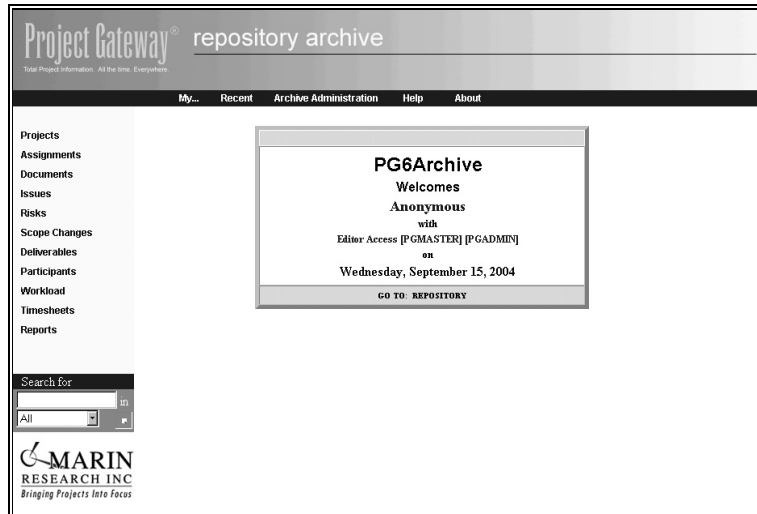 Project Gateway® repository archive
Total Project Information. All the time. Everywhere.
My... Recent Archive Administration Help About
Projects
Assignments
Documents
Issues
Risks
Scope Changes
Deliverables
Participants
Workload
Timesheets
Reports
PG6Archive
Welcomes
Anonymous
with
Editor Access [PGMASTER] [PGADMIN]
on
Wednesday, September 15, 2004
GO TO: REPOSITORY
Search for
in
All
MARIN
RESEARCH INC
Bringing Projects Into Focus